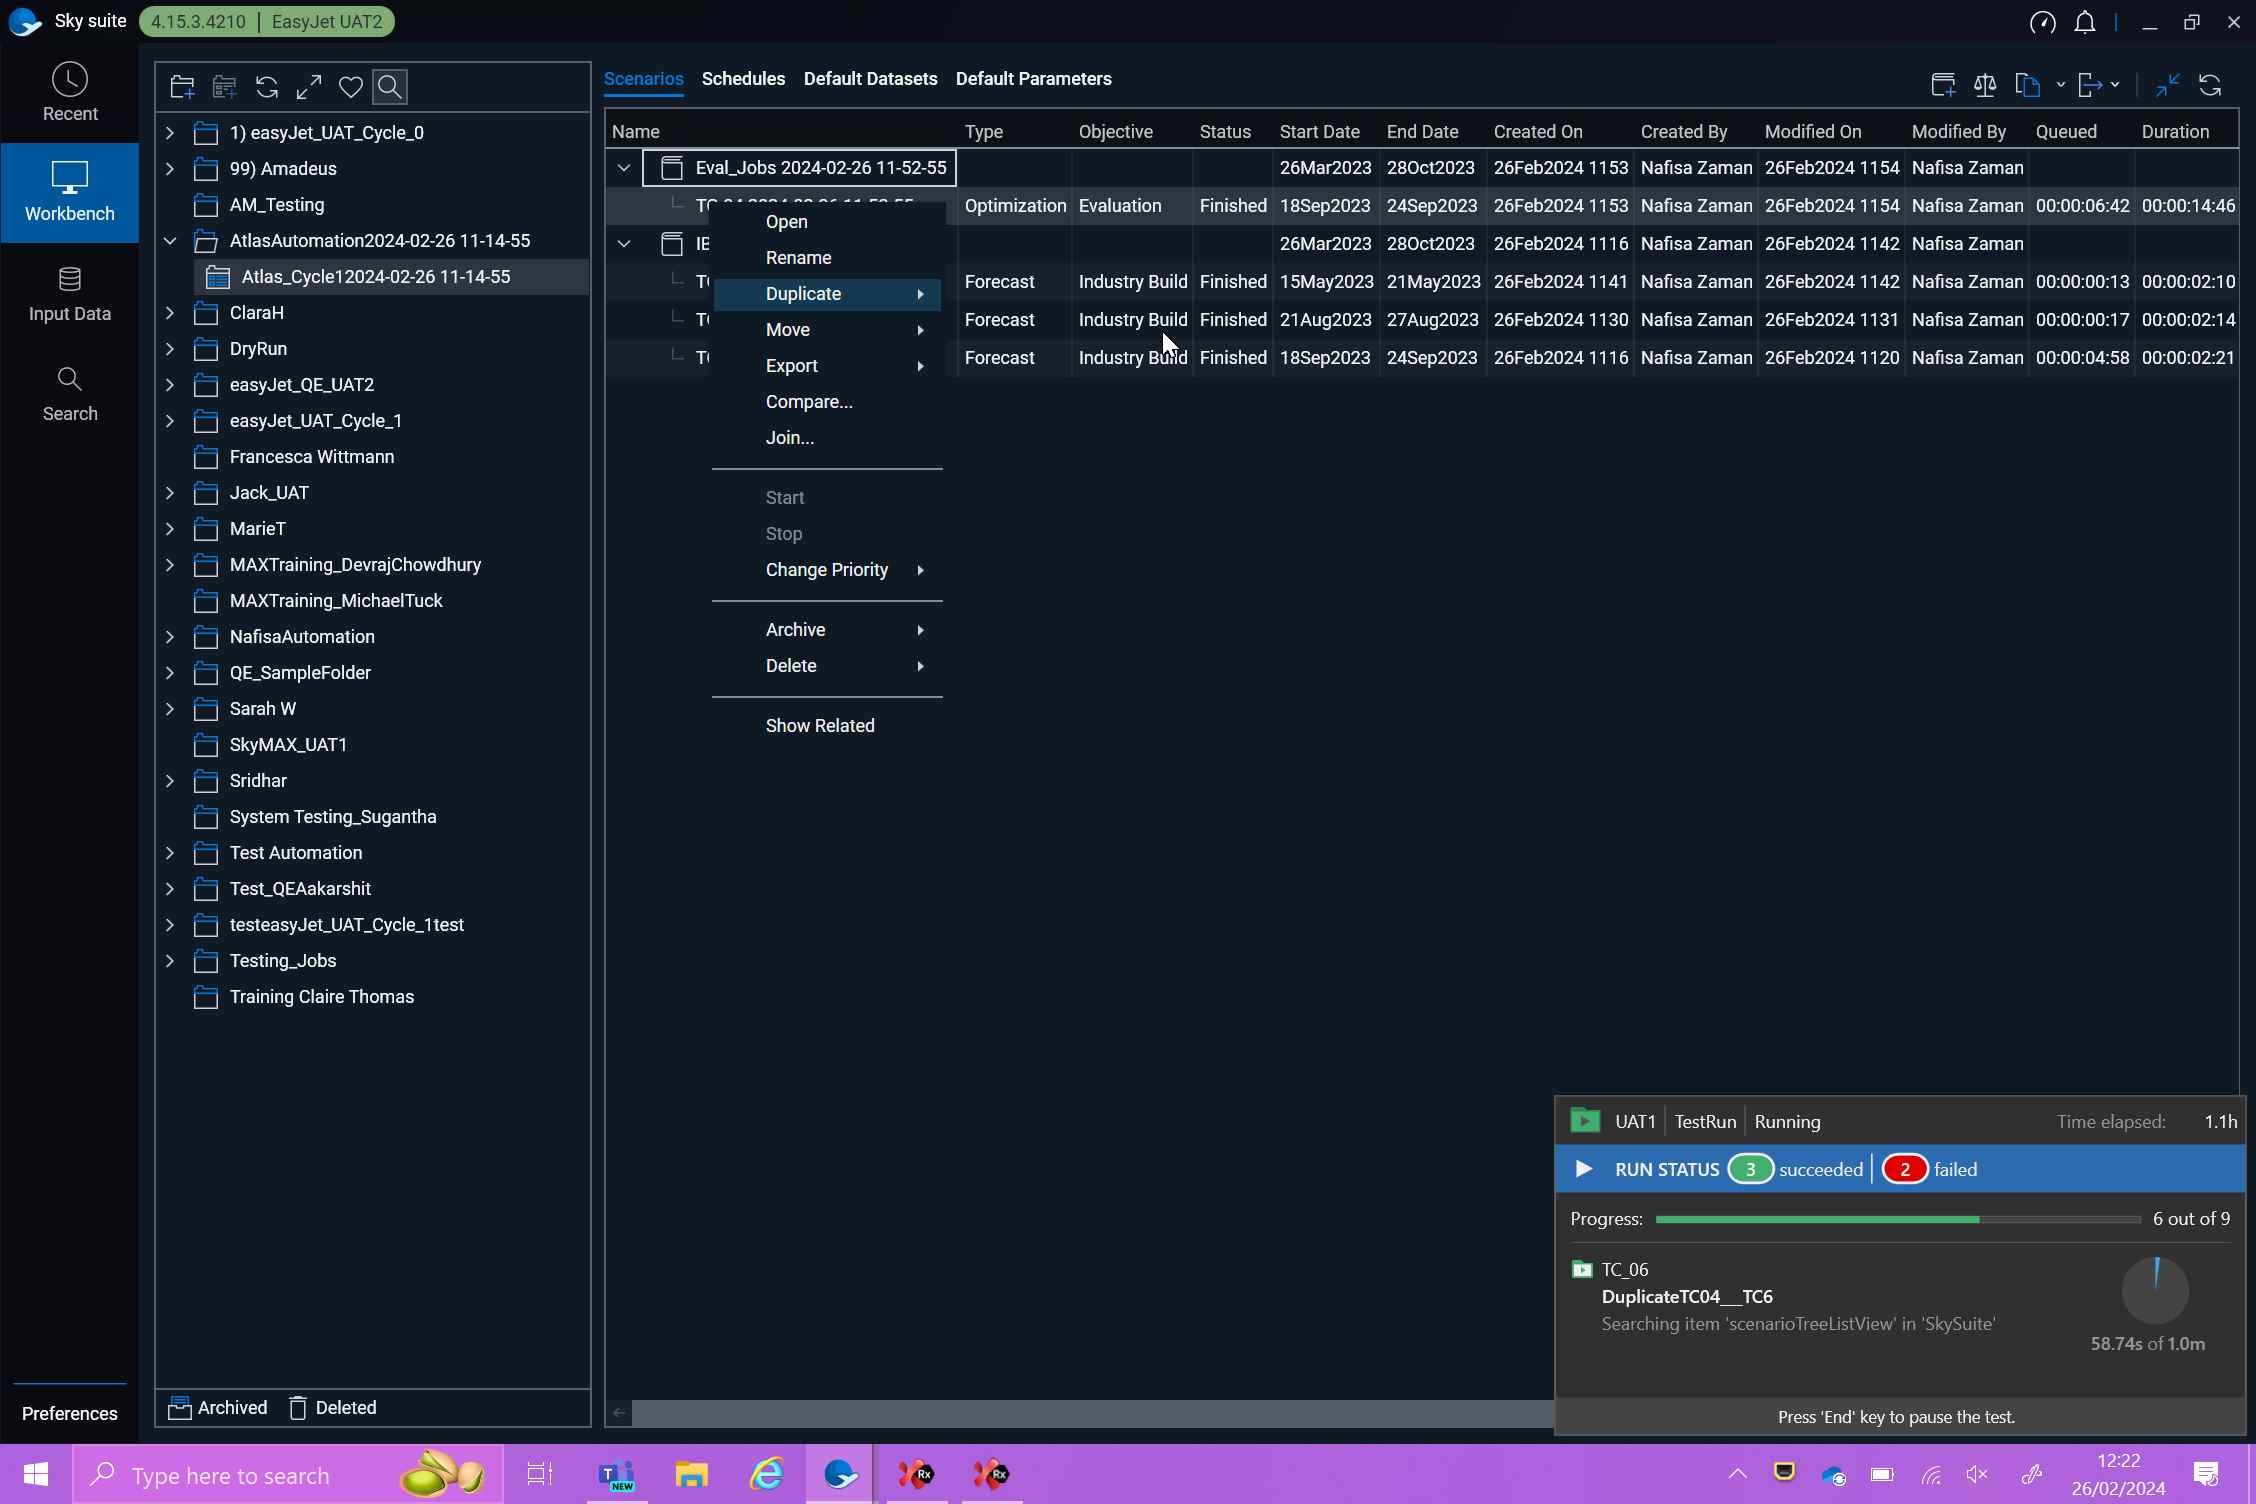 Sky suite 4.15.3.4210 | EasyJet UAT2
Recent
Workbench
Input Data
Search
Preferences
1) easyJet_UAT_Cycle_0
99) Amadeus
AM_Testing
AtlasAutomation2024-02-26 11-14-55
Atlas_Cycle12024-02-26 11-14-55
ClaraH
DryRun
easyJet_QE_UAT2
easyJet_UAT_Cycle_1
Francesca Wittmann
Jack_UAT
MarieT
MAXTraining_DevrajChowdhury
MAXTraining_MichaelTuck
NafisaAutomation
QE_SampleFolder
Sarah W
SkyMAX_UAT1
Sridhar
System Testing_Sugantha
Test Automation
Test_QEAakarshit
testeasyJet_UAT_Cycle_1test
Testing_Jobs
Training Claire Thomas
Archived Deleted
Scenarios Schedules Default Datasets Default Parameters
Name Type Objective Status Start Date End Date Created On Created By Modified On Modified By Queued Duration
Eval_Jobs 2024-02-26 11-52-55 26Mar2023 28Oct2023 26Feb2024 1153 Nafisa Zaman 26Feb2024 1154 Nafisa Zaman
Optimization Evaluation Finished 18Sep2023 24Sep2023 26Feb2024 1153 Nafisa Zaman 26Feb2024 1154 Nafisa Zaman 00:00:06:42 00:00:14:46
26Mar2023 28Oct2023 26Feb2024 1116 Nafisa Zaman 26Feb2024 1142 Nafisa Zaman
Forecast Industry Build Finished 15May2023 21May2023 26Feb2024 1141 Nafisa Zaman 26Feb2024 1142 Nafisa Zaman 00:00:00:13 00:00:02:10
Forecast Industry Build Finished 21Aug2023 27Aug2023 26Feb2024 1130 Nafisa Zaman 26Feb2024 1131 Nafisa Zaman 00:00:00:17 00:00:02:14
Forecast Industry Build Finished 18Sep2023 24Sep2023 26Feb2024 1116 Nafisa Zaman 26Feb2024 1120 Nafisa Zaman 00:00:04:58 00:00:02:21
Open
Rename
Duplicate
Move
Export
Compare...
Join...
Start
Stop
Change Priority
Archive
Delete
Show Related
UAT1 TestRun Running Time elapsed: 1.1h
RUN STATUS 3 succeeded 2 failed
Progress: 6 out of 9
TC_06
DuplicateTC04___TC6
Searching item 'scenarioTreeListView' in 'SkySuite'
58.74s of 1.0m
Press 'End' key to pause the test.
Type here to search
T
NEW
Rx
Rx
12:22
26/02/2024